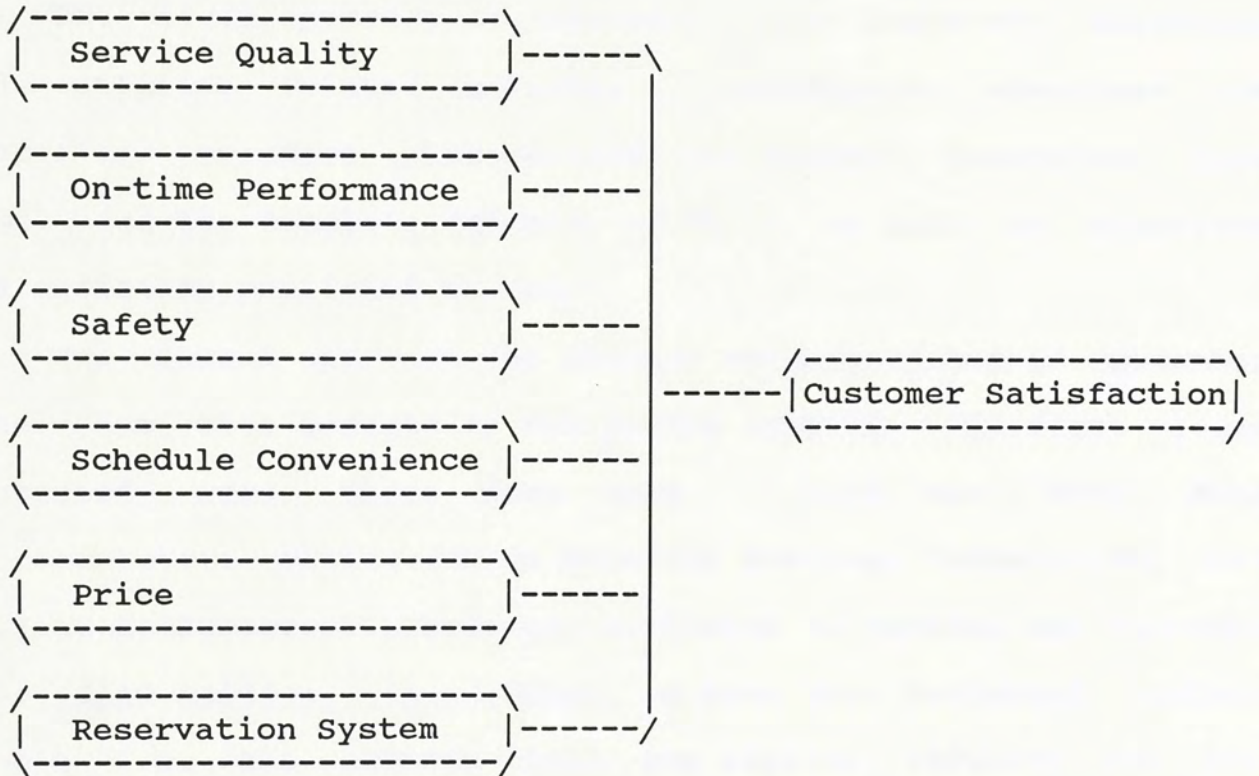 Service Quality
On-time Performance
Safety
Schedule Convenience
Customer Satisfaction
Price
Reservation System